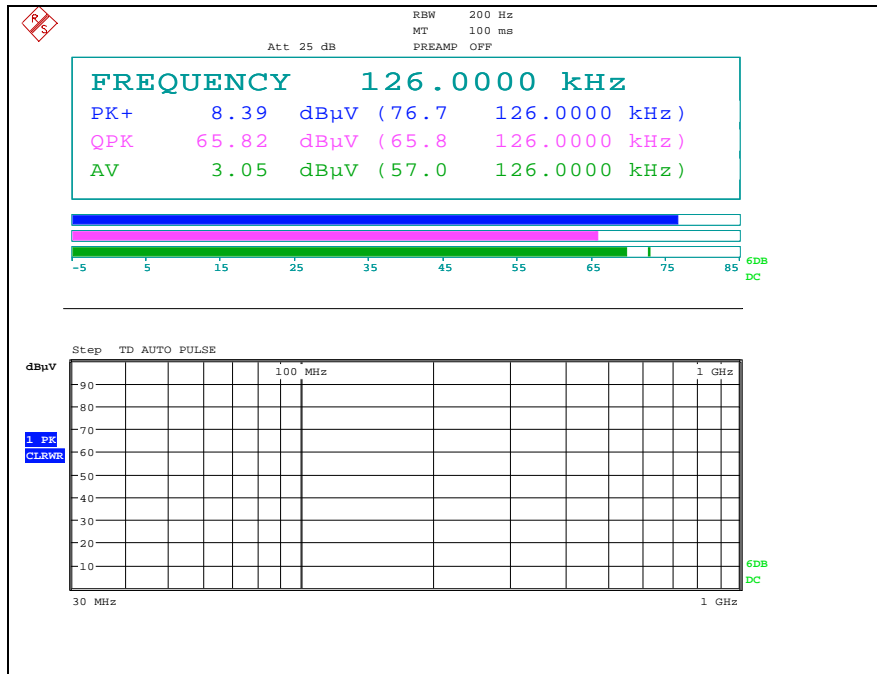 R
S
RBW 200 Hz
MT 100 ms
Att 25 dB PREAMP OFF
FREQUENCY 126.0000 kHz
PK+ 8.39 dBµV (76.7 126.0000 kHz)
QPK 65.82 dBµV (65.8 126.0000 kHz)
AV 3.05 dBµV (57.0 126.0000 kHz)
-5 5 15 25 35 45 55 65 75 85
6DB
DC
Step TD AUTO PULSE
dBµV
100 MHz 1 GHz
90
80
70
1 PK
CLRWR
60
50
40
30
20
10
6DB
DC
30 MHz 1 GHz